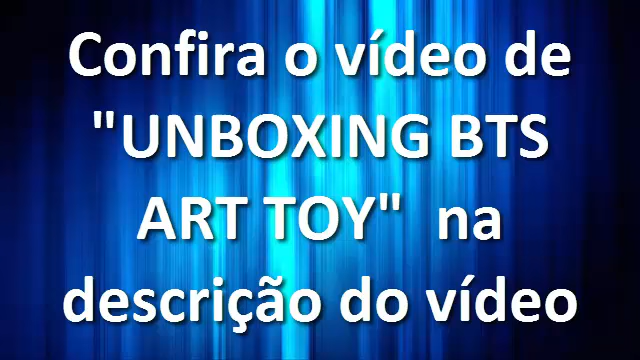 Confira o vídeo de
"UNBOXING BTS
ART TOY" na
descrição do vídeo